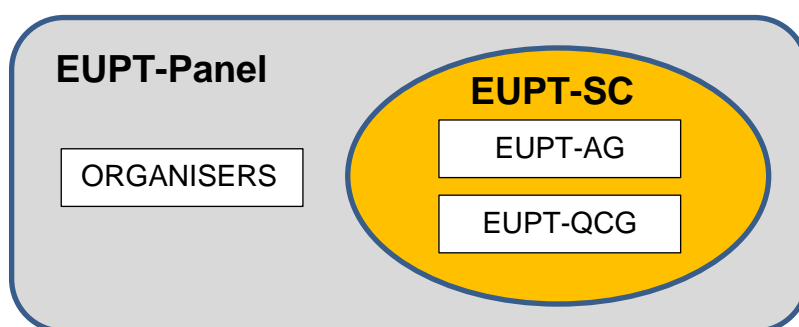 EUPT-Panel
EUPT-SC
EUPT-AG
ORGANISERS
EUPT-QCG